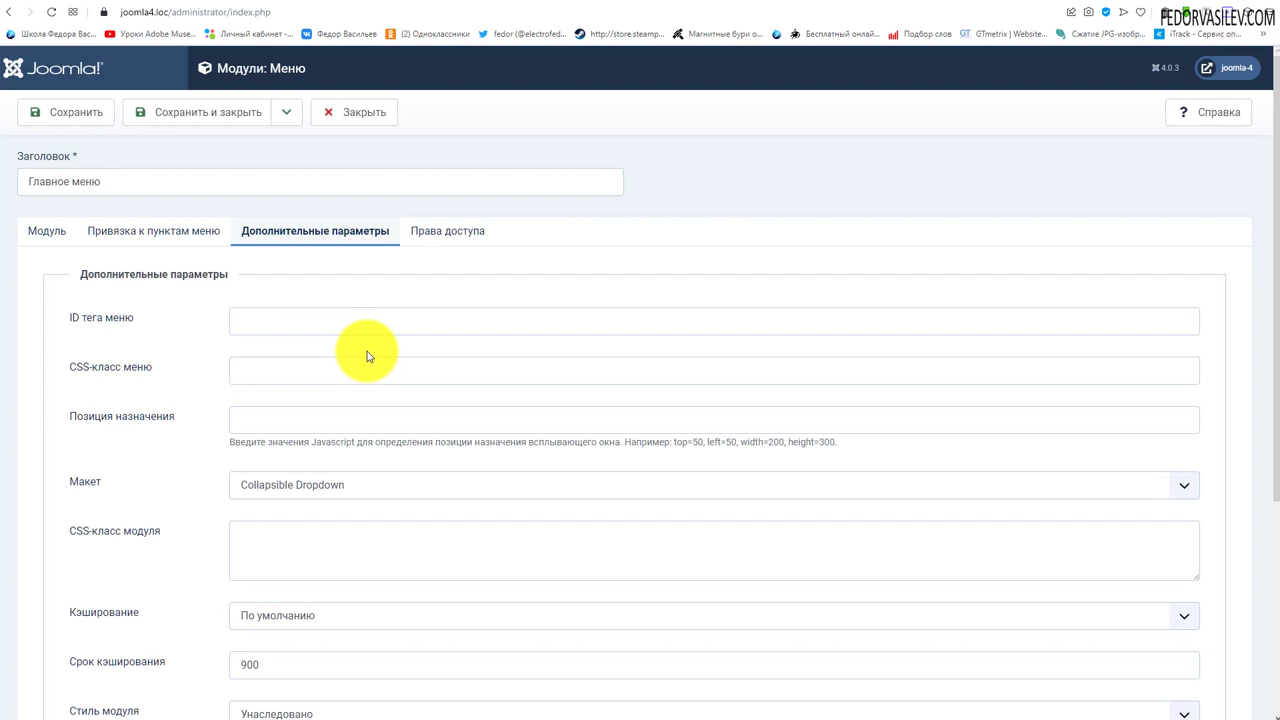 joomla4.loc/administrator/index.php
FEDORVASILEV.COM
Школа Федора Вас...
Уроки Adobe Muse...
Личный кабинет -...
Федор Васильев
(2) Одноклассники
fedor (@electrofed...
http://store.steamp...
Магнитные бури о...
Бесплатный онлай...
Подбор слов
GTmetrix | Website...
Сжатие JPG-изобр...
iTrack - Сервис оп...
Joomla!
Модули: Меню
4.0.3
joomla-4
Сохранить
Сохранить и закрыть
Закрыть
? Справка
Заголовок *
Главное меню
Модуль
Привязка к пунктам меню
Дополнительные параметры
Права доступа
Дополнительные параметры
ID тега меню
CSS-класс меню
Позиция назначения
Введите значения Javascript для определения позиции назначения всплывающего окна. Например: top=50, left=50, width=200, height=300.
Макет
Collapsible Dropdown
CSS-класс модуля
Кэширование
По умолчанию
Срок кэширования
900
Стиль модуля
Унаследовано